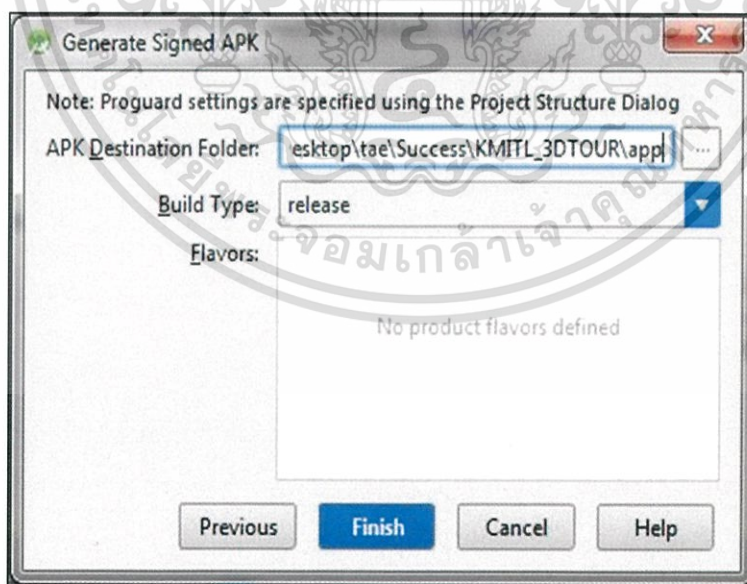 Generate Signed APK
Note: Proguard settings are specified using the Project Structure Dialog
APK Destination Folder: esktop\tae\Success\KMITL_3DTOUR\app ...
Build Type: release
Flavors:
No product flavors defined
Previous Finish Cancel Help